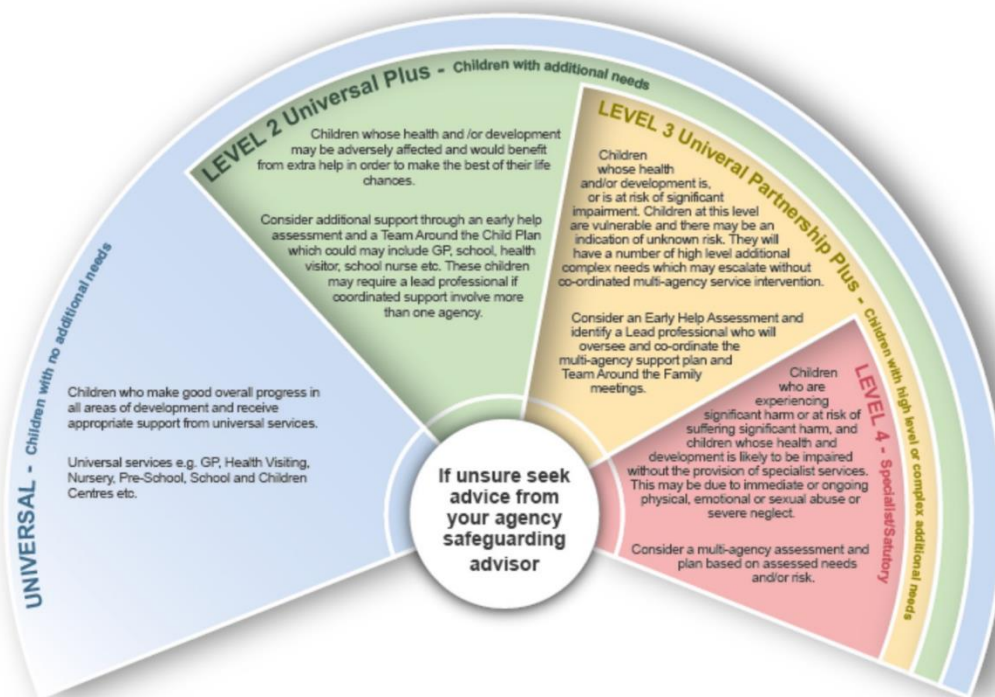 UNIVERSAL - Children with no additional needs
Children who make good overall progress in
all areas of development and receive
appropriate support from universal services.
Universal services e.g. GP, Health Visiting,
Nursery, Pre-School, School and Children
Centres etc.
LEVEL 2 Universal Plus - Children with additional needs
Children whose health and /or development
may be adversely affected and would benefit
from extra help in order to make the best of their life
chances.
Consider additional support through an early help
assessment and a Team Around the Child Plan
which could may include GP, school, health
visitor, school nurse etc. These children
may require a lead professional if
coordinated support involve more
than one agency.
LEVEL 3 Univeral Partnership Plus - Children with high level or complex additional needs
Children
whose health
and/or development is,
or is at risk of significant
impairment. Children at this level
are vulnerable and there may be an
indication of unknown risk. They will
have a number of high level additional
complex needs which may escalate without
co-ordinated multi-agency service intervention.
Consider an Early Help Assessment and
identify a Lead professional who will
oversee and co-ordinate the
multi-agency support plan and
Team Around the Family
meetings.
LEVEL 4 - Specialist/Satutory
Children
who are
experiencing
significant harm or at risk of
suffering significant harm, and
children whose health and
development is likely to be impaired
without the provision of specialist services.
This may be due to immediate or ongoing
physical, emotional or sexual abuse or
severe neglect.
Consider a multi-agency assessment and
plan based on assessed needs
and/or risk.
If unsure seek
advice from
your agency
safeguarding
advisor